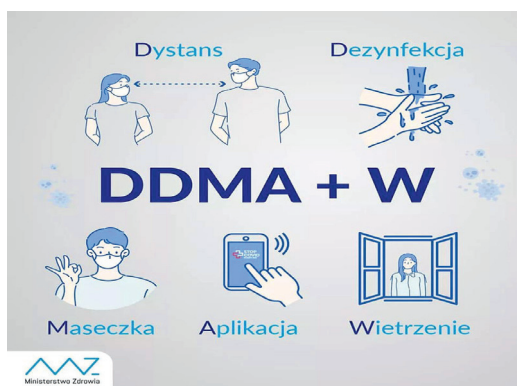 Dystans
Dezynfekcja
DDMA + W
Maseczka
Aplikacja
Wietrzenie
Ministerstwo Zdrowia